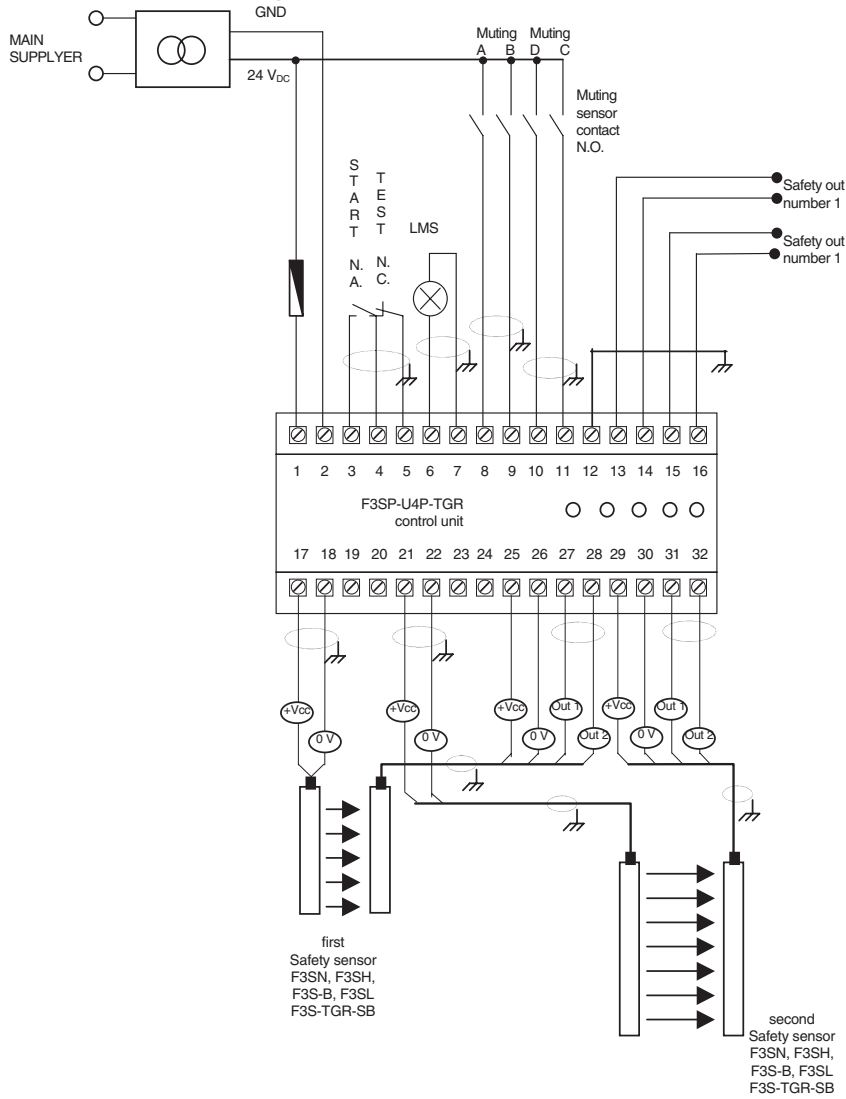 GND
MAIN
SUPPLYER
24 VDC
Muting Muting
A B D C
Muting
sensor
contact
N.O.
START N.A.
TEST N.C.
LMS
Safety out
number 1
Safety out
number 1
1 2 3 4 5 6 7 8 9 10 11 12 13 14 15 16
F3SP-U4P-TGR
control unit
17 18 19 20 21 22 23 24 25 26 27 28 29 30 31 32
+Vcc +Vcc +Vcc Out 1 +Vcc Out 1
0 V 0 V 0 V Out 2 0 V Out 2
first
Safety sensor
F3SN, F3SH,
F3S-B, F3SL
F3S-TGR-SB
second
Safety sensor
F3SN, F3SH,
F3S-B, F3SL
F3S-TGR-SB